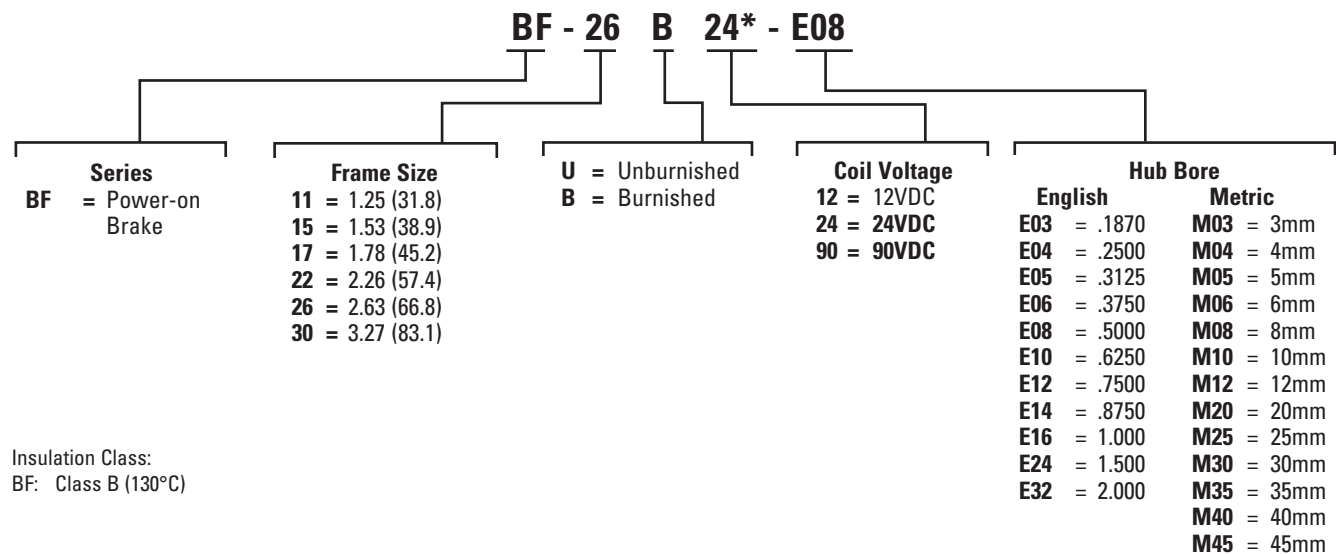 BF - 26 B 24* - E08
Series
BF = Power-on
Brake
Frame Size
11 = 1.25 (31.8)
15 = 1.53 (38.9)
17 = 1.78 (45.2)
22 = 2.26 (57.4)
26 = 2.63 (66.8)
30 = 3.27 (83.1)
U = Unburnished
B = Burnished
Coil Voltage
12 = 12VDC
24 = 24VDC
90 = 90VDC
Hub Bore
English
E03 = .1870
E04 = .2500
E05 = .3125
E06 = .3750
E08 = .5000
E10 = .6250
E12 = .7500
E14 = .8750
E16 = 1.000
E24 = 1.500
E32 = 2.000
Metric
M03 = 3mm
M04 = 4mm
M05 = 5mm
M06 = 6mm
M08 = 8mm
M10 = 10mm
M12 = 12mm
M20 = 20mm
M25 = 25mm
M30 = 30mm
M35 = 35mm
M40 = 40mm
M45 = 45mm
Insulation Class:
BF: Class B (130°C)